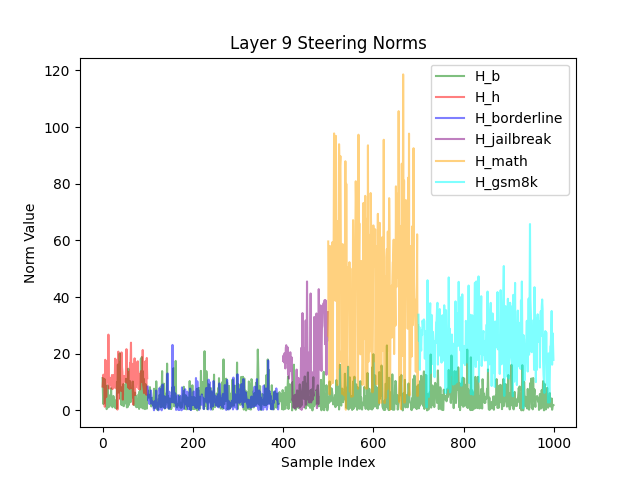 Layer 9 Steering Norms
120
100
80
60
40
20
0
Norm Value
0
200
400
600
800
1000
Sample Index
H_b
H_h
H_borderline
H_jailbreak
H_math
H_gsm8k